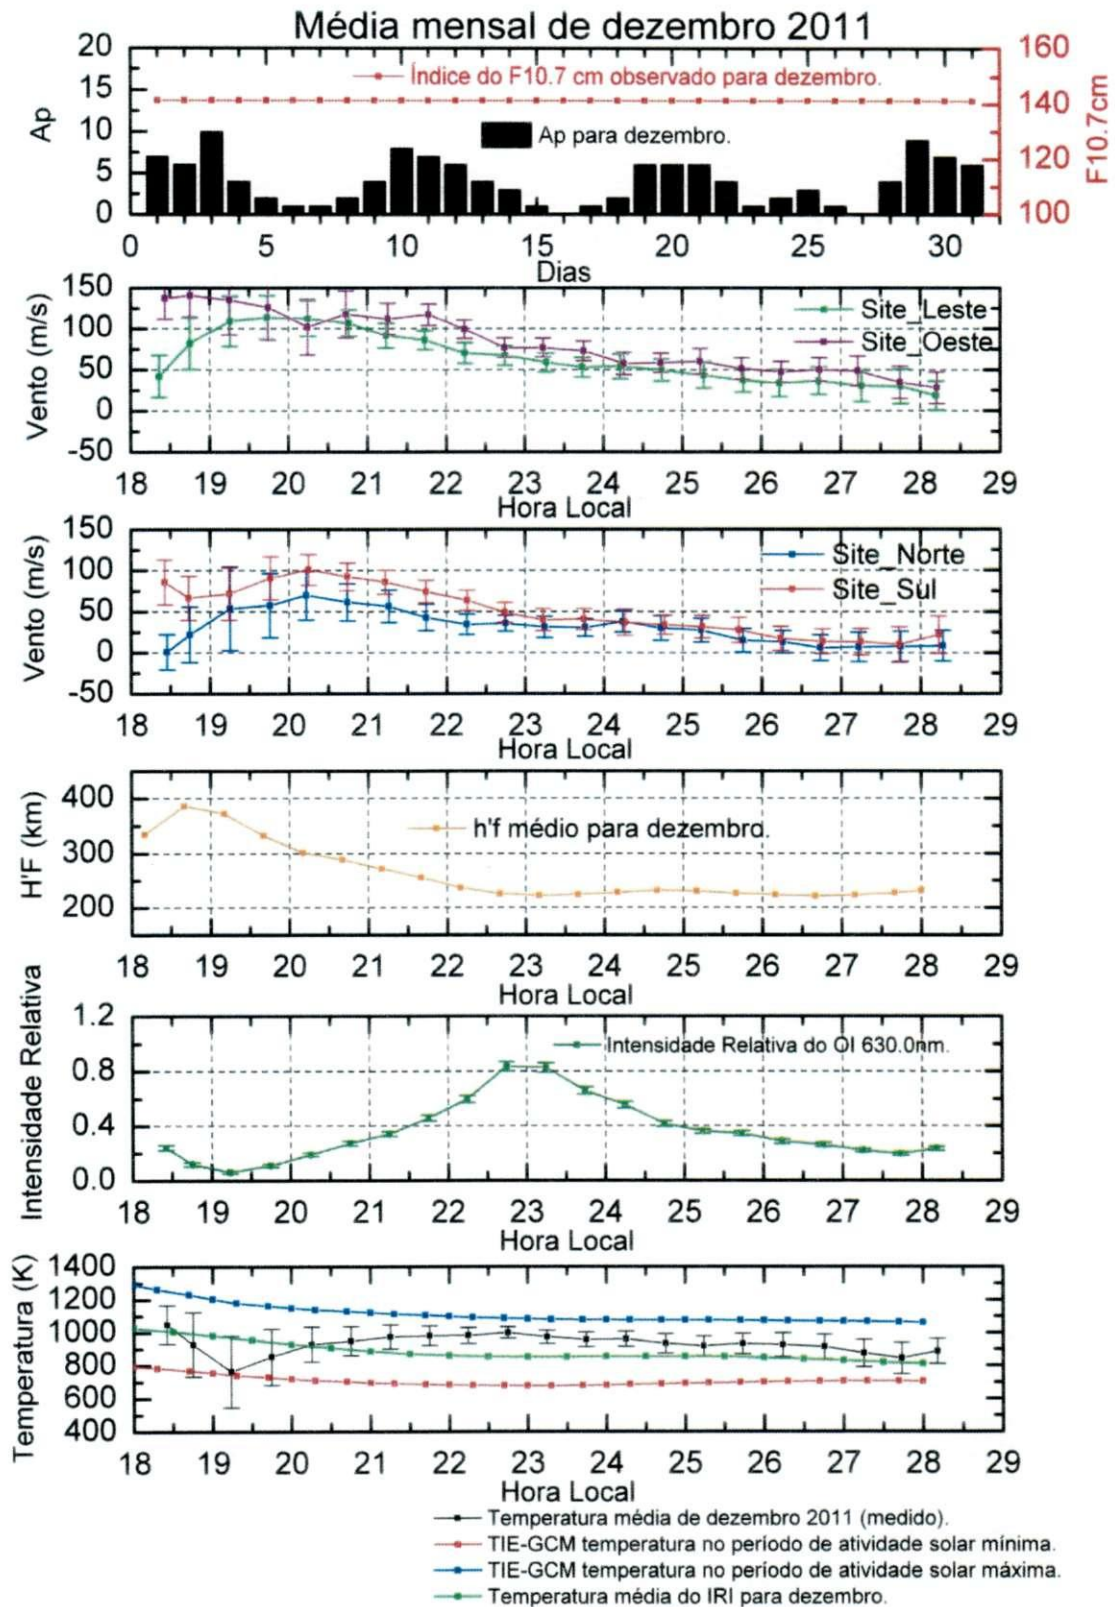 Média mensal de dezembro 2011
20
15
10
5
0
Ap
Índice do F10.7 cm observado para dezembro.
Ap para dezembro.
160
140
120
100
F10.7cm
0 5 10 15 20 25 30
Dias
150
100
50
0
-50
Vento (m/s)
Site_Leste
Site_Oeste
18 19 20 21 22 23 24 25 26 27 28 29
Hora Local
150
100
50
0
-50
Vento (m/s)
Site_Norte
Site_Sul
18 19 20 21 22 23 24 25 26 27 28 29
Hora Local
400
300
200
H'F (km)
h'f médio para dezembro.
18 19 20 21 22 23 24 25 26 27 28 29
Hora Local
1.2
0.8
0.4
0.0
Intensidade Relativa
Intensidade Relativa do OI 630.0nm.
18 19 20 21 22 23 24 25 26 27 28 29
Hora Local
1400
1200
1000
800
600
400
Temperatura (K)
18 19 20 21 22 23 24 25 26 27 28 29
Hora Local
Temperatura média de dezembro 2011 (medido).
TIE-GCM temperatura no período de atividade solar mínima.
TIE-GCM temperatura no período de atividade solar máxima.
Temperatura média do IRI para dezembro.